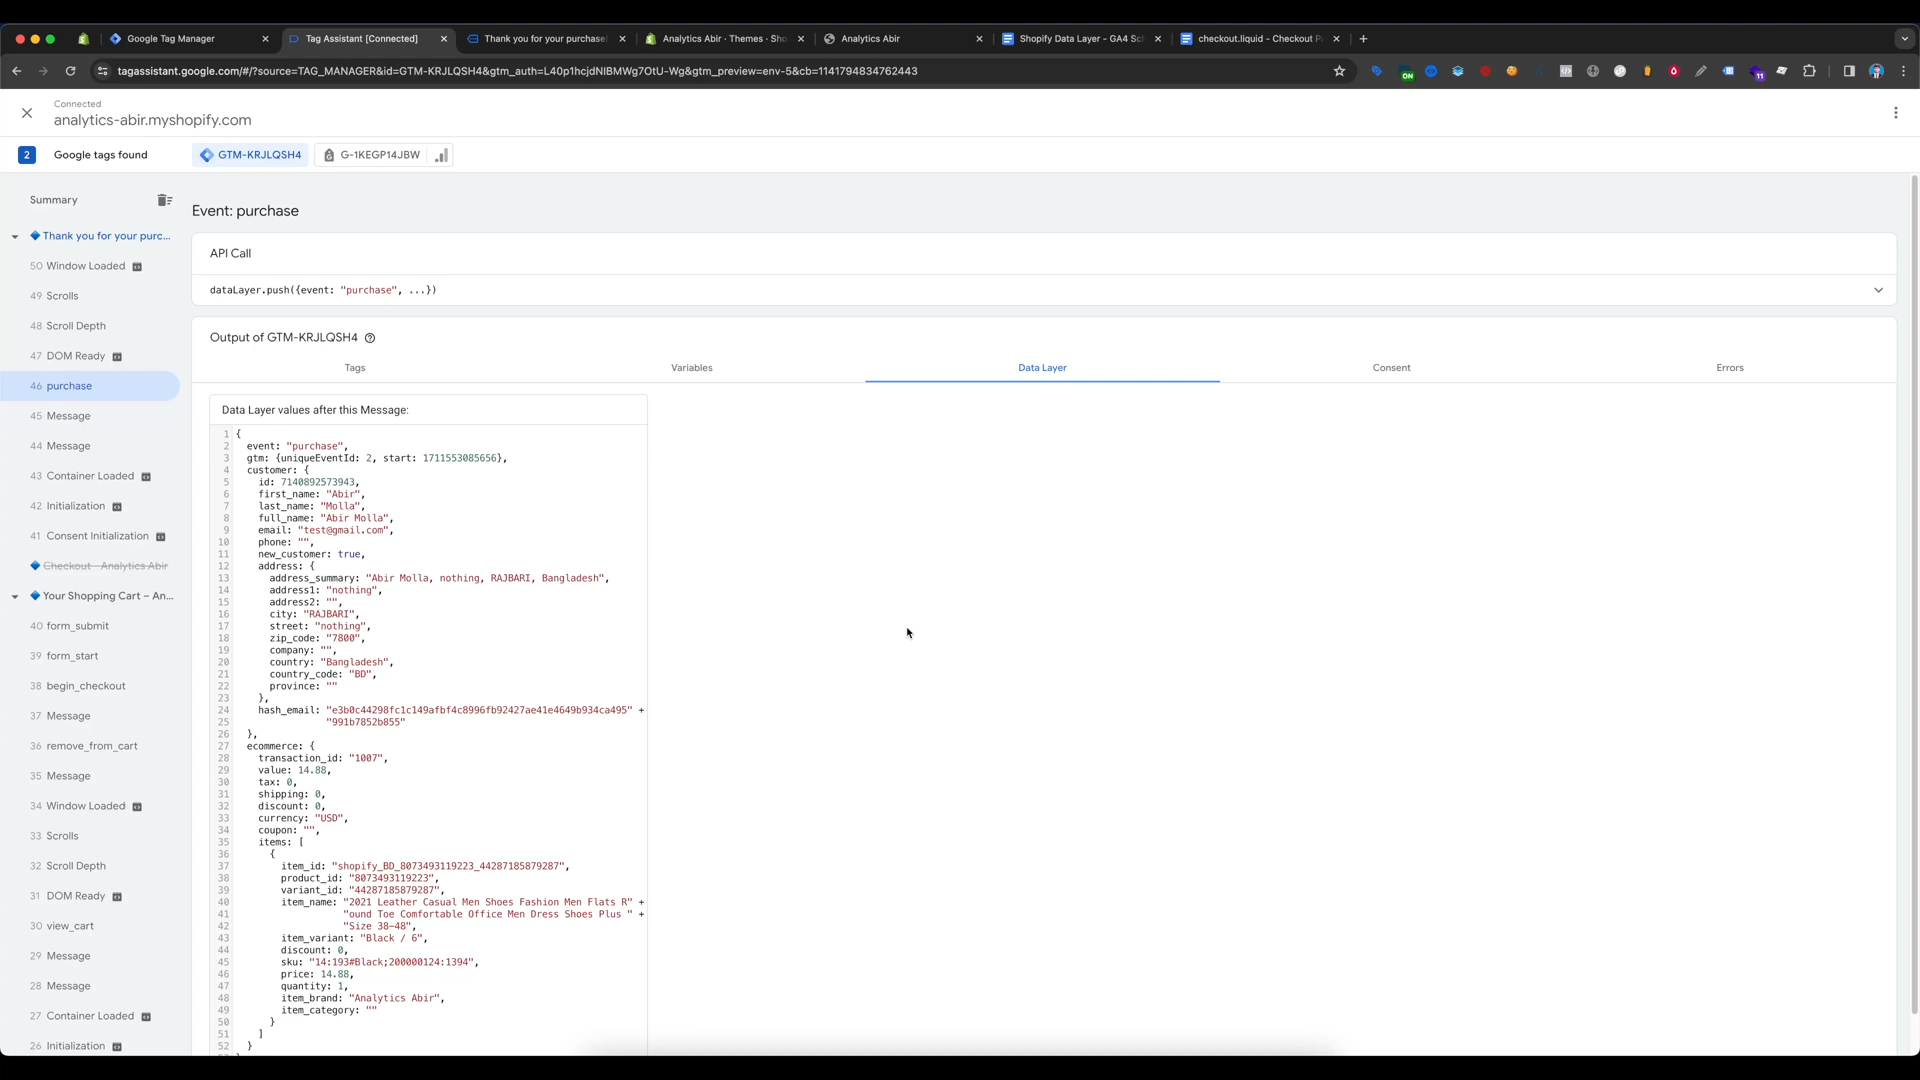 Google Tag Manager
Tag Assistant [Connected]
Thank you for your purchase
Analytics Abir · Themes · Sho
Analytics Abir
Shopify Data Layer - GA4 Sc
checkout.liquid - Checkout P
tagassistant.google.com/#/?source=TAG_MANAGER&id=GTM-KRJLQSH4&gtm_auth=L40p1hcjdNIBMWg7OtU-Wg&gtm_preview=env-5&cb=1141794834762443
ON
11
Connected
analytics-abir.myshopify.com
2
Google tags found
GTM-KRJLQSH4
G-1KEGP14JBW
Summary
Thank you for your purc...
50 Window Loaded
49 Scrolls
48 Scroll Depth
47 DOM Ready
46 purchase
45 Message
44 Message
43 Container Loaded
42 Initialization
41 Consent Initialization
Checkout - Analytics Abir
Your Shopping Cart – An...
40 form_submit
39 form_start
38 begin_checkout
37 Message
36 remove_from_cart
35 Message
34 Window Loaded
33 Scrolls
32 Scroll Depth
31 DOM Ready
30 view_cart
29 Message
28 Message
27 Container Loaded
26 Initialization
Event: purchase
API Call
dataLayer.push({event: "purchase", ...})
Output of GTM-KRJLQSH4
Tags
Variables
Data Layer
Consent
Errors
Data Layer values after this Message:
1 {
2 event: "purchase",
3 gtm: {uniqueEventId: 2, start: 1711553085656},
4 customer: {
5 id: 7140892573943,
6 first_name: "Abir",
7 last_name: "Molla",
8 full_name: "Abir Molla",
9 email: "test@gmail.com",
10 phone: "",
11 new_customer: true,
12 address: {
13 address_summary: "Abir Molla, nothing, RAJBARI, Bangladesh",
14 address1: "nothing",
15 address2: "",
16 city: "RAJBARI",
17 street: "nothing",
18 zip_code: "7800",
19 company: "",
20 country: "Bangladesh",
21 country_code: "BD",
22 province: ""
23 },
24 hash_email: "e3b0c44298fc1c149afbf4c8996fb92427ae41e4649b934ca495" +
25 "991b7852b855"
26 },
27 ecommerce: {
28 transaction_id: "1007",
29 value: 14.88,
30 tax: 0,
31 shipping: 0,
32 discount: 0,
33 currency: "USD",
34 coupon: "",
35 items: [
36 {
37 item_id: "shopify_BD_8073493119223_44287185879287",
38 product_id: "8073493119223",
39 variant_id: "44287185879287",
40 item_name: "2021 Leather Casual Men Shoes Fashion Men Flats R" +
41 "ound Toe Comfortable Office Men Dress Shoes Plus " +
42 "Size 38-48",
43 item_variant: "Black / 6",
44 discount: 0,
45 sku: "14:193#Black;200000124:1394",
46 price: 14.88,
47 quantity: 1,
48 item_brand: "Analytics Abir",
49 item_category: ""
50 }
51 ]
52 }